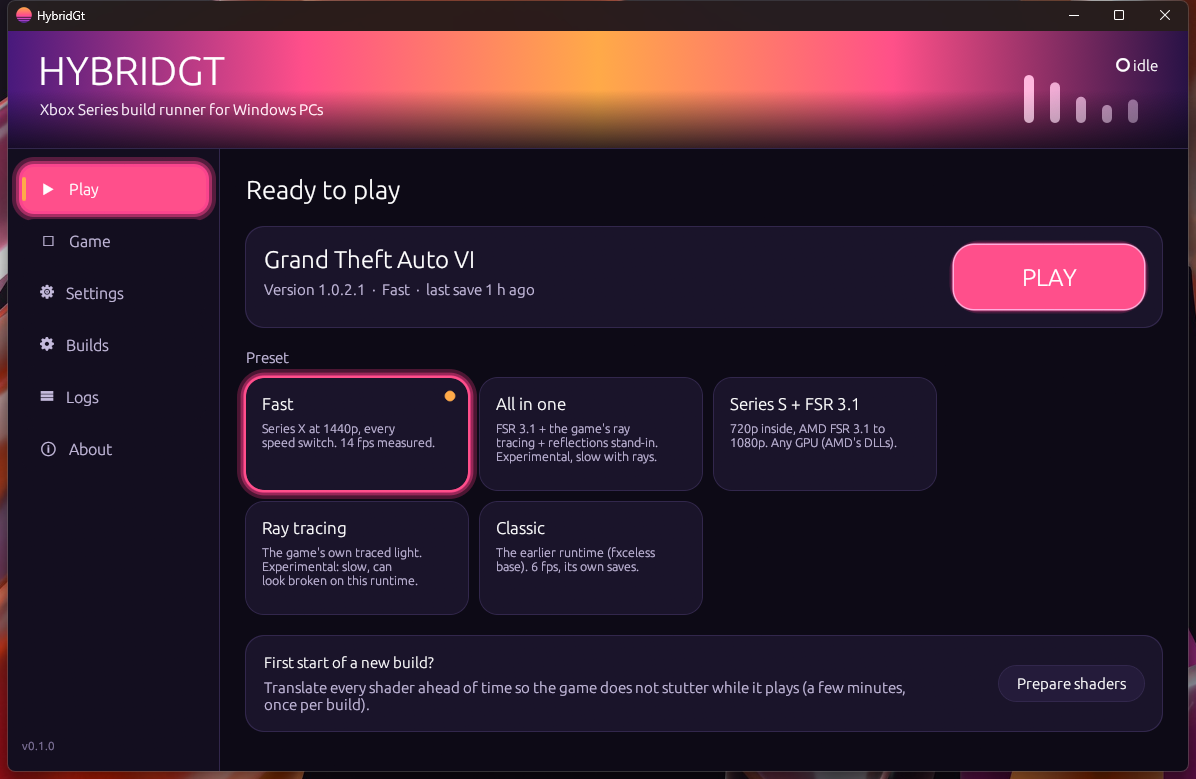 HybridGt
HYBRIDGT
Xbox Series build runner for Windows PCs
idle
Play
Game
Settings
Builds
Logs
About
v0.1.0
Ready to play
Grand Theft Auto VI
Version 1.0.2.1 · Fast · last save 1 h ago
PLAY
Preset
Fast
Series X at 1440p, every
speed switch. 14 fps measured.
All in one
FSR 3.1 + the game's ray
tracing + reflections stand-in.
Experimental, slow with rays.
Series S + FSR 3.1
720p inside, AMD FSR 3.1 to
1080p. Any GPU (AMD's DLLs).
Ray tracing
The game's own traced light.
Experimental: slow, can
look broken on this runtime.
Classic
The earlier runtime (fxceless
base). 6 fps, its own saves.
First start of a new build?
Translate every shader ahead of time so the game does not stutter while it plays (a few minutes,
once per build).
Prepare shaders